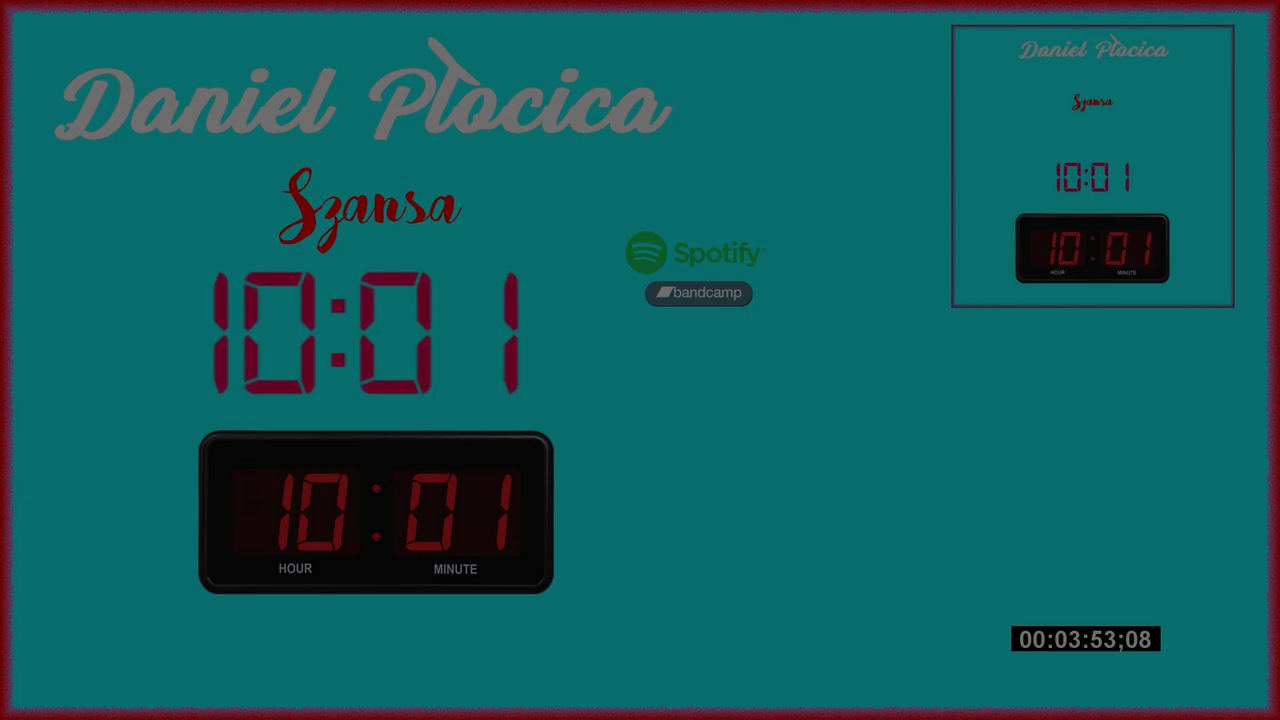 Daniel Płocica
Szansa
10:01
10:01
HOUR MINUTE
Spotify
bandcamp
Daniel Płocica
Szansa
10:01
10:01
HOUR MINUTE
00:03:53;08